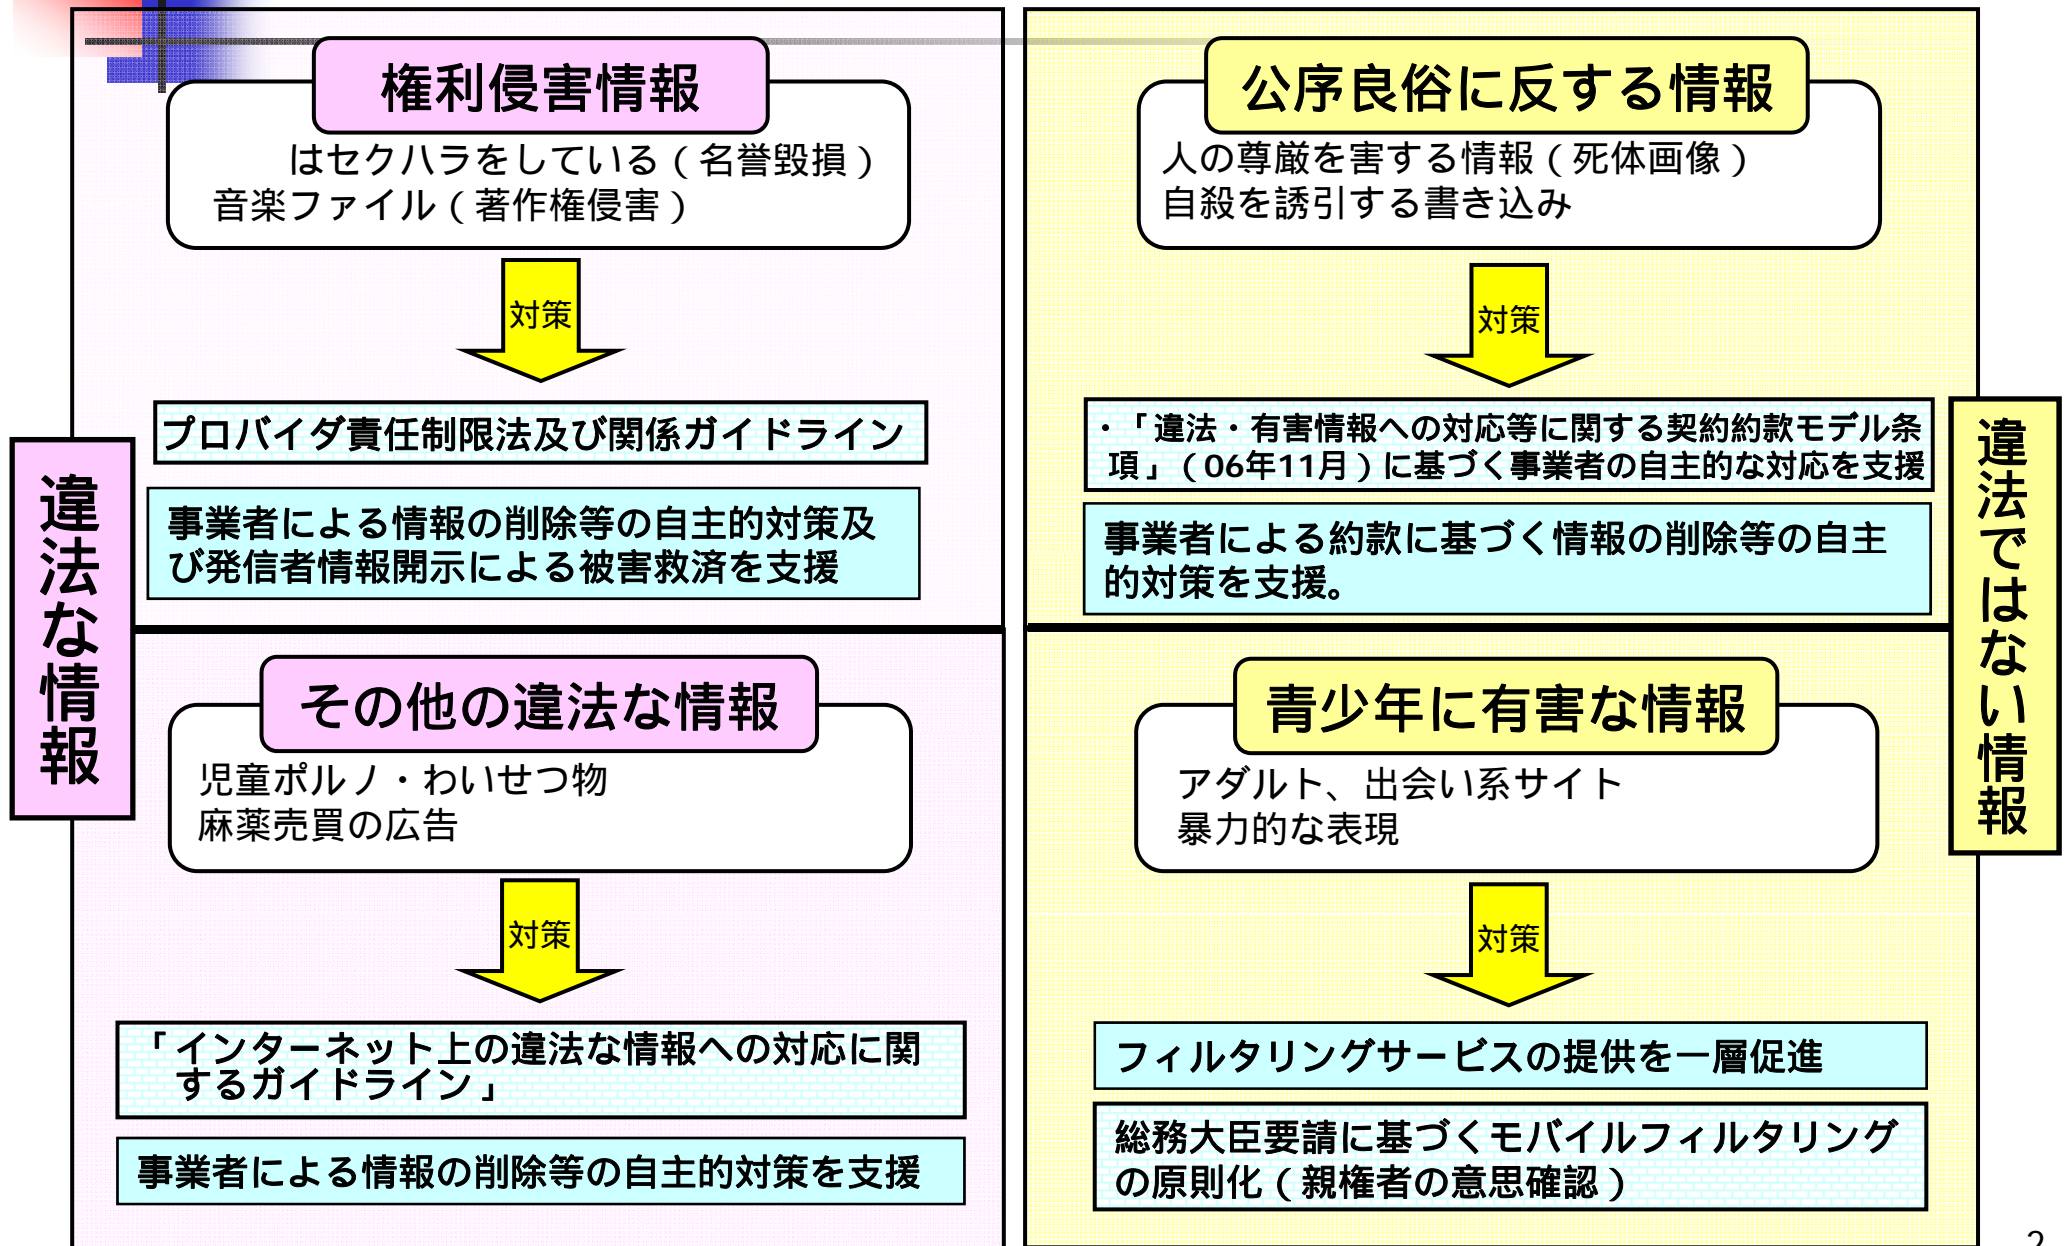 権利侵害情報
はセクハラをしている(名誉毀損)
音楽ファイル(著作権侵害)
対策
プロバイダ責任制限法及び関係ガイドライン
事業者による情報の削除等の自主的対策及
び発信者情報開示による被害救済を支援
違法な情報
その他の違法な情報
児童ポルノ・わいせつ物
麻薬売買の広告
対策
「インターネット上の違法な情報への対応に関
するガイドライン」
事業者による情報の削除等の自主的対策を支援
公序良俗に反する情報
人の尊厳を害する情報(死体画像)
自殺を誘引する書き込み
対策
・「違法・有害情報への対応等に関する契約約款モデル条
項」(06年11月)に基づく事業者の自主的な対応を支援
事業者による約款に基づく情報の削除等の自主
的対策を支援。
違法ではない情報
青少年に有害な情報
アダルト、出会い系サイト
暴力的な表現
対策
フィルタリングサービスの提供を一層促進
総務大臣要請に基づくモバイルフィルタリング
の原則化(親権者の意思確認)
2